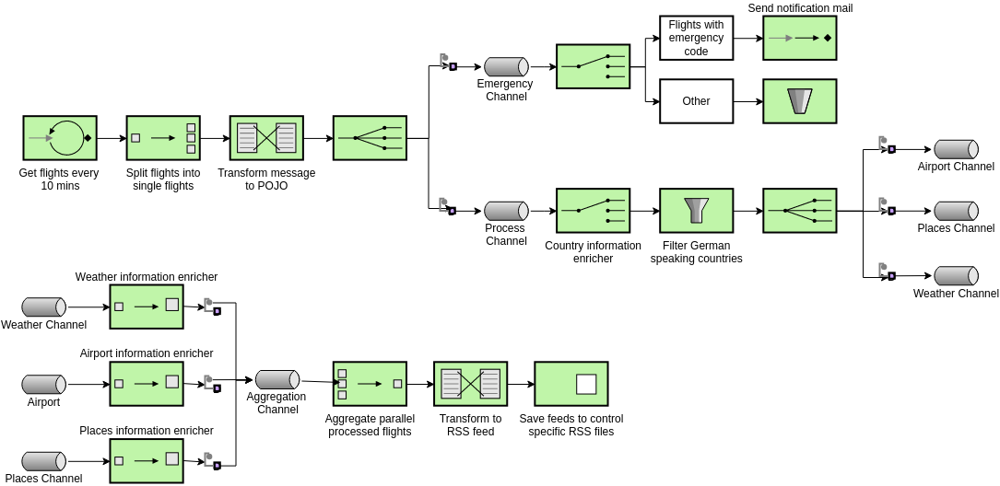 Send notification mail
Flights with
emergency
code
Emergency
Channel
Other
Get flights every
10 mins
Split flights into
single flights
Transform message
to POJO
Airport Channel
Process
Channel
Places Channel
Country information
enricher
Filter German
speaking countries
Weather Channel
Weather information enricher
Weather Channel
Airport information enricher
Airport
Aggregation
Channel
Aggregate parallel
processed flights
Transform to
RSS feed
Save feeds to control
specific RSS files
Places information enricher
Places Channel